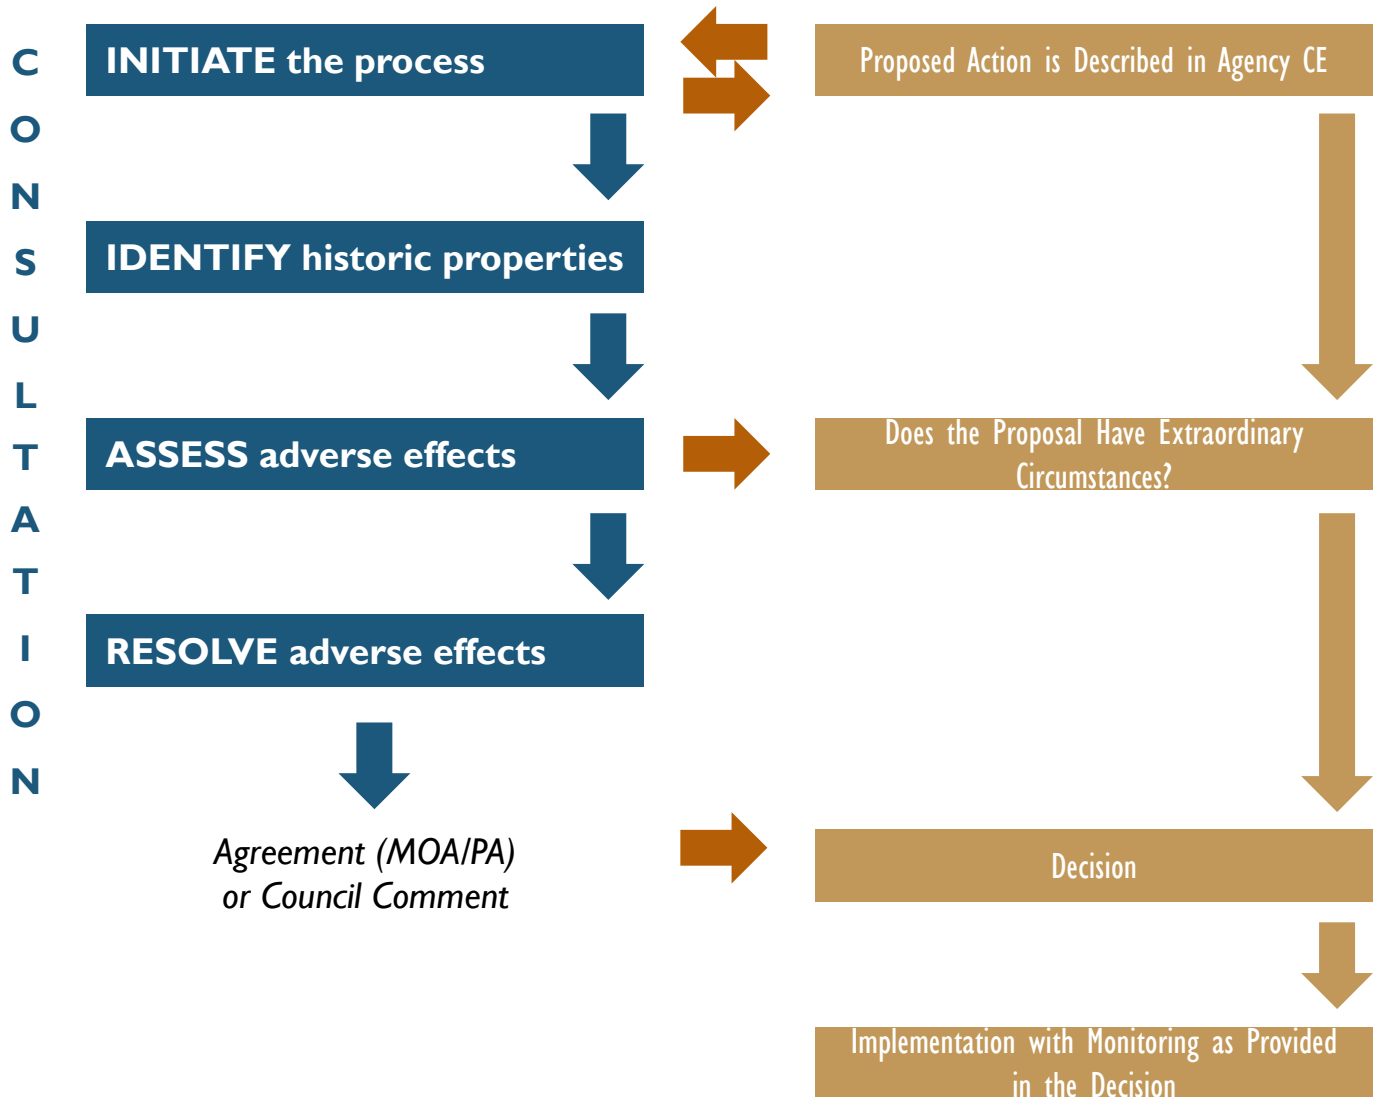 CONSULTATION
INITIATE the process
Proposed Action is Described in Agency CE
IDENTIFY historic properties
ASSESS adverse effects
Does the Proposal Have Extraordinary
Circumstances?
RESOLVE adverse effects
Agreement (MOA/PA)
or Council Comment
Decision
Implementation with Monitoring as Provided
in the Decision